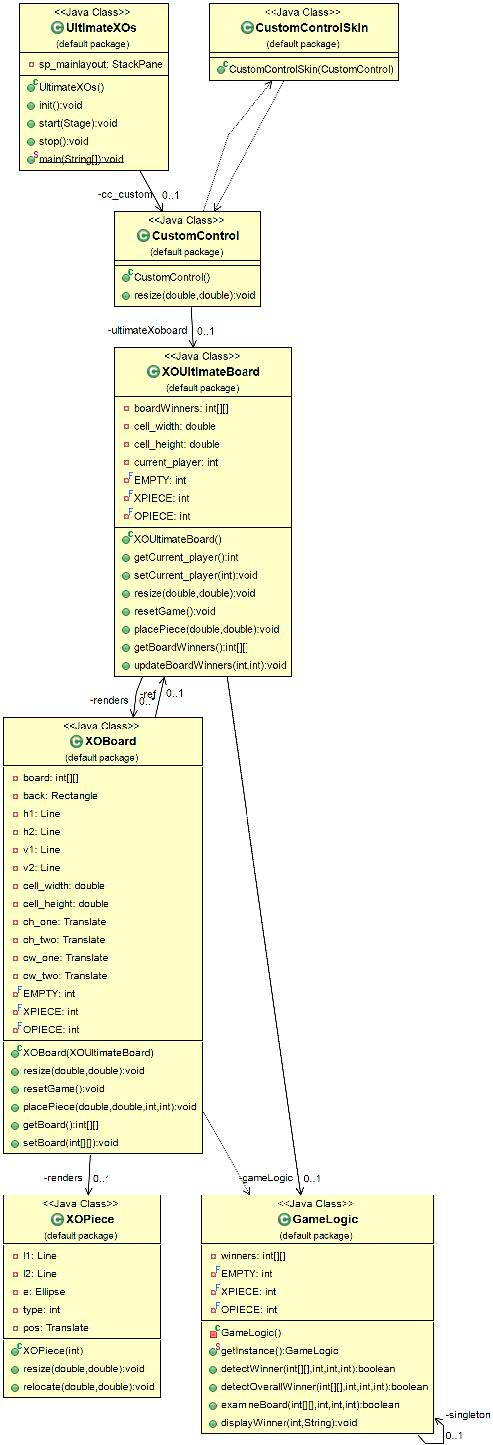 <<Java Class>>
UltimateXOs
(default package)
sp_mainlayout: StackPane
UltimateXOs()
init():void
start(Stage):void
stop():void
main(String[]):void
<<Java Class>>
CustomControlSkin
(default package)
CustomControlSkin(CustomControl)
-cc_custom 0..1
<<Java Class>>
CustomControl
(default package)
CustomControl()
resize(double,double):void
-ultimateXoboard 0..1
<<Java Class>>
XOUltimateBoard
(default package)
boardWinners: int[][]
cell_width: double
cell_height: double
current_player: int
EMPTY: int
XPIECE: int
OPIECE: int
XOUltimateBoard()
getCurrent_player():int
setCurrent_player(int):void
resize(double,double):void
resetGame():void
placePiece(double,double):void
getBoardWinners():int[][]
updateBoardWinners(int,int):void
-renders 0..*
-ref 0..1
<<Java Class>>
XOBoard
(default package)
board: int[][]
back: Rectangle
h1: Line
h2: Line
v1: Line
v2: Line
cell_width: double
cell_height: double
ch_one: Translate
ch_two: Translate
cw_one: Translate
cw_two: Translate
EMPTY: int
XPIECE: int
OPIECE: int
XOBoard(XOUltimateBoard)
resize(double,double):void
resetGame():void
placePiece(double,double,int,int):void
getBoard():int[][]
setBoard(int[][]):void
-renders 0..*
-gameLogic 0..1
<<Java Class>>
XOPiece
(default package)
l1: Line
l2: Line
e: Ellipse
type: int
pos: Translate
XOPiece(int)
resize(double,double):void
relocate(double,double):void
<<Java Class>>
GameLogic
(default package)
winners: int[][]
EMPTY: int
XPIECE: int
OPIECE: int
GameLogic()
getInstance():GameLogic
detectWinner(int[][],int,int,int):boolean
detectOverallWinner(int[][],int,int,int):boolean
examineBoard(int[][],int,int,int):boolean
displayWinner(int,String):void
-singleton
0..1